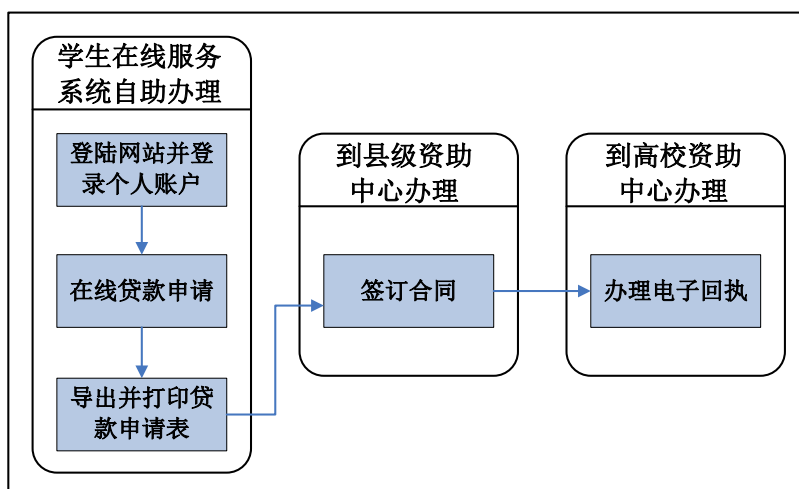 学生在线服务
系统自助办理
登陆网站并登
录个人账户
在线贷款申请
导出并打印贷
款申请表
到县级资助
中心办理
签订合同
到高校资助
中心办理
办理电子回执